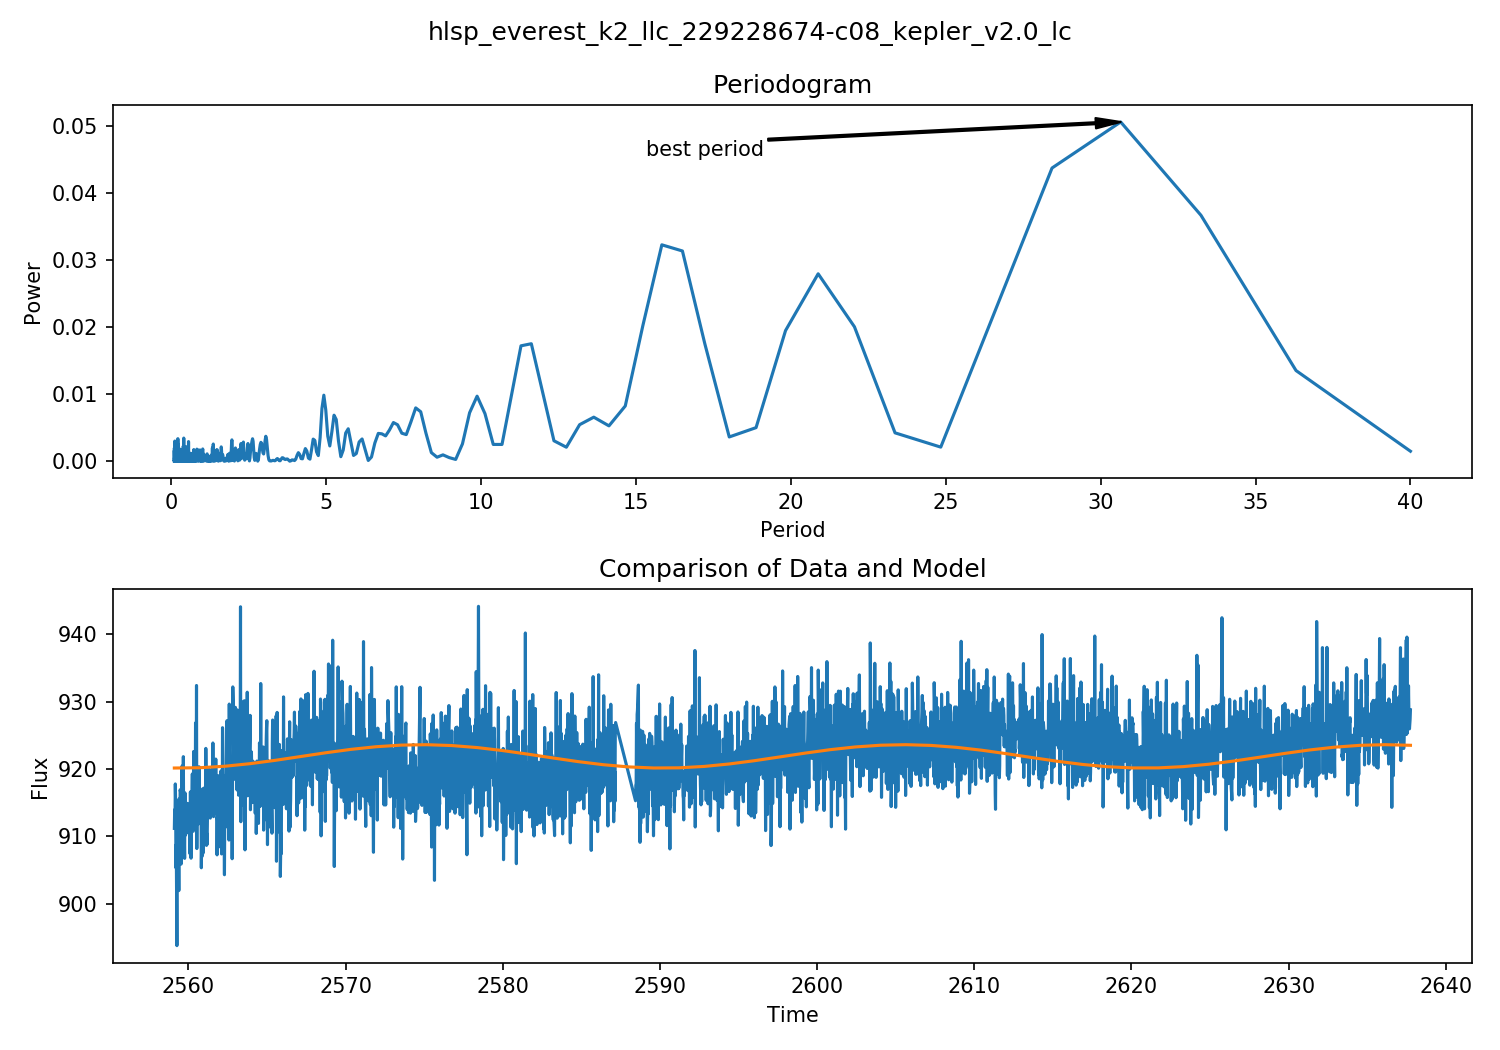 hlsp_everest_k2_llc_229228674-c08_kepler_v2.0_lc
Periodogram
0.05
0.04
0.03
0.02
0.01
0.00
Power
best period
0 5 10 15 20 25 30 35 40
Period
Comparison of Data and Model
940
930
920
910
900
Flux
2560 2570 2580 2590 2600 2610 2620 2630 2640
Time